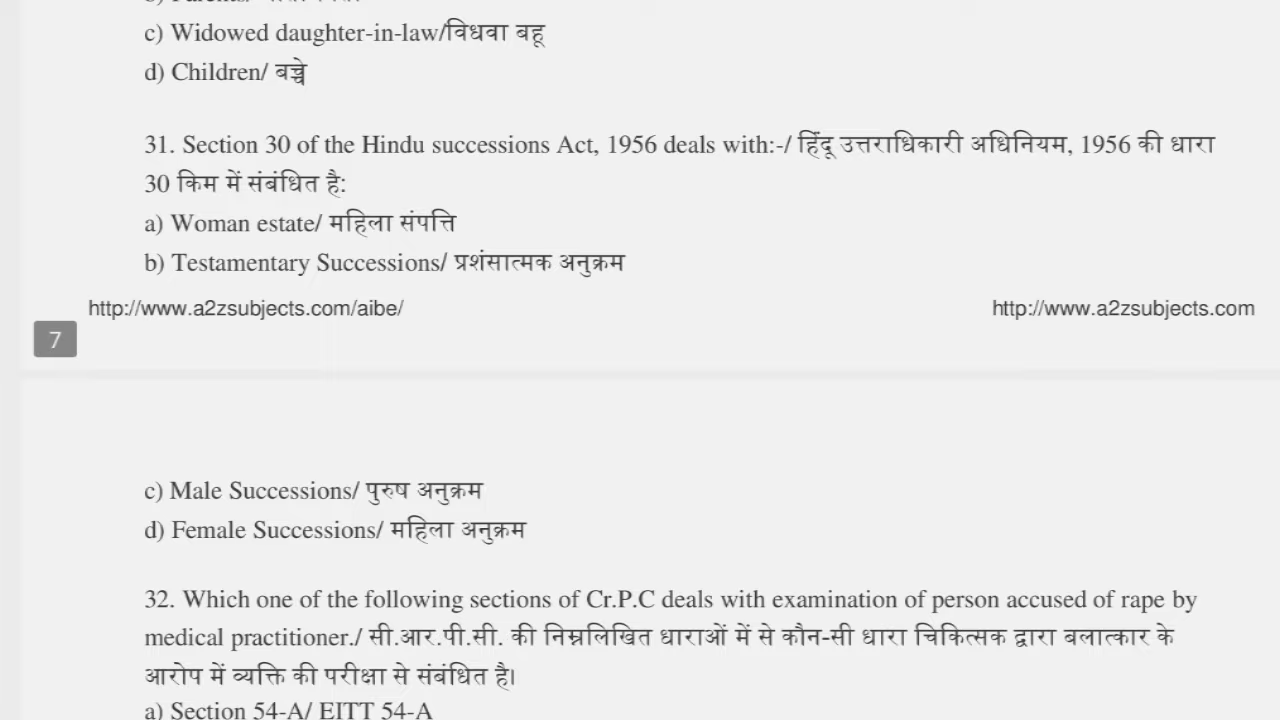 c) Widowed daughter-in-law/विधवा बहू
d) Children/ बच्चे
31. Section 30 of the Hindu successions Act, 1956 deals with:-/ हिंदू उत्तराधिकारी अधिनियम, 1956 की धारा
30 किम में संबंधित है:
a) Woman estate/ महिला संपत्ति
b) Testamentary Successions/ प्रशंसात्मक अनुक्रम
http://www.a2zsubjects.com/aibe/
http://www.a2zsubjects.com
7
c) Male Successions/ पुरुष अनुक्रम
d) Female Successions/ महिला अनुक्रम
32. Which one of the following sections of Cr.P.C deals with examination of person accused of rape by
medical practitioner./ सी.आर.पी.सी. की निम्नलिखित धाराओं में से कौन-सी धारा चिकित्सक द्वारा बलात्कार के
आरोप में व्यक्ति की परीक्षा से संबंधित है।
a) Section 54-A/ EITT 54-A